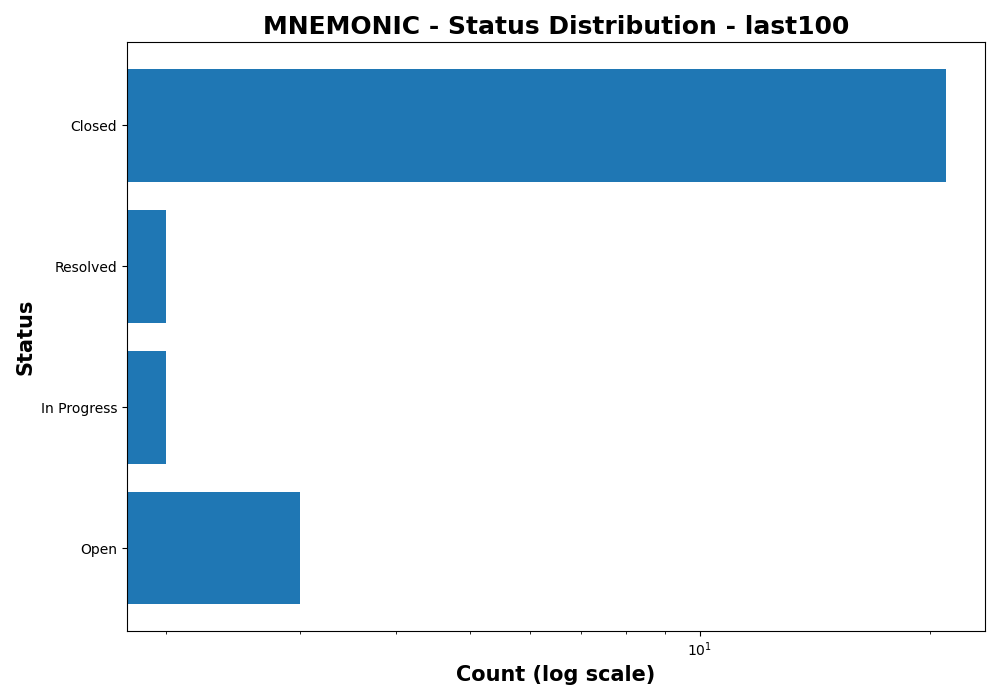 MNEMONIC - Status Distribution - last100
Closed
Resolved
In Progress
Open
Status
10¹
Count (log scale)